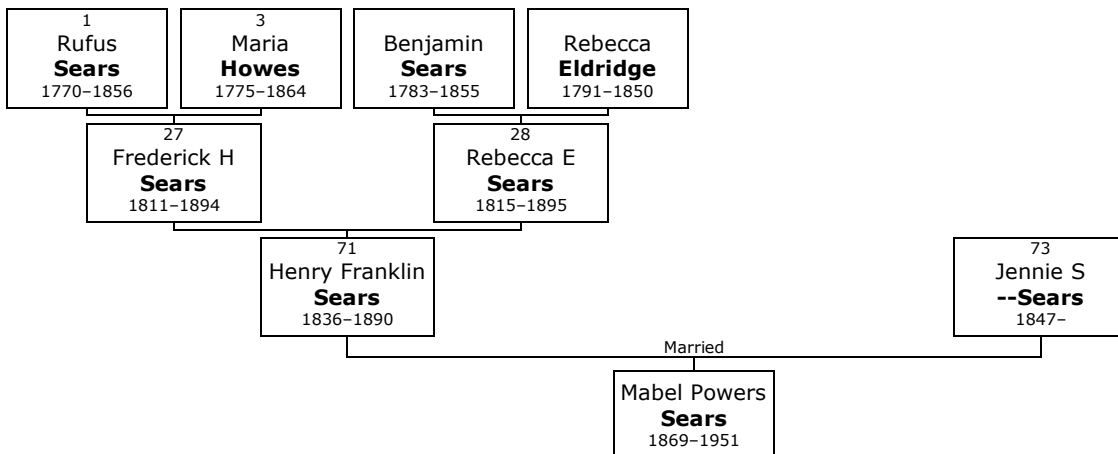 1
Rufus
Sears
1770–1856
3
Maria
Howes
1775–1864
Benjamin
Sears
1783–1855
Rebecca
Eldridge
1791–1850
27
Frederick H
Sears
1811–1894
28
Rebecca E
Sears
1815–1895
71
Henry Franklin
Sears
1836–1890
73
Jennie S
--Sears
1847–
Married
Mabel Powers
Sears
1869–1951